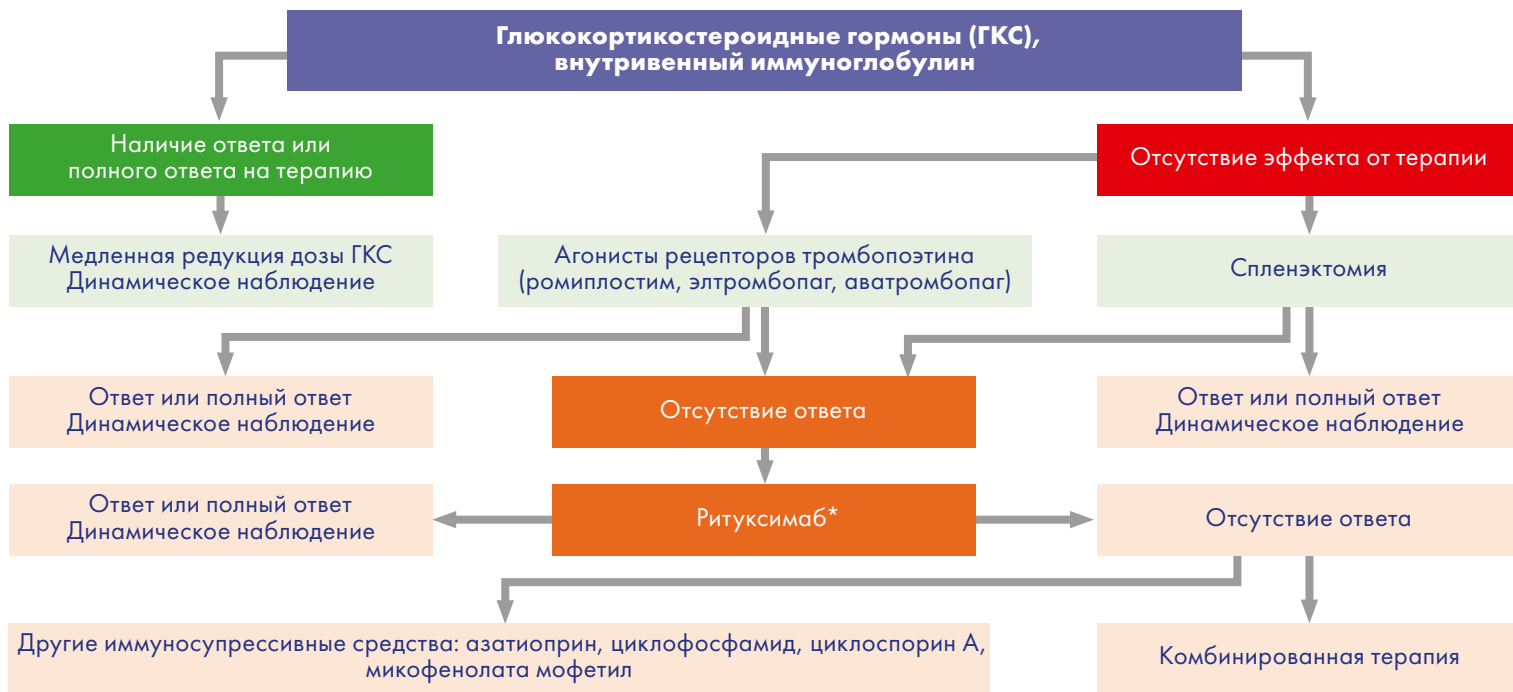 Глюкокортикостероидные гормоны (ГКС),
внутривенный иммуноглобулин
Наличие ответа или
полного ответа на терапию
Отсутствие эффекта от терапии
Медленная редукция дозы ГКС
Динамическое наблюдение
Агонисты рецепторов тромбопоэтина
(ромиплостим, элтромбопаг, аватромбопаг)
Спленэктомия
Ответ или полный ответ
Динамическое наблюдение
Отсутствие ответа
Ответ или полный ответ
Динамическое наблюдение
Ответ или полный ответ
Динамическое наблюдение
Ритуксимаб*
Отсутствие ответа
Другие иммуносупрессивные средства: азатиоприн, циклофосфамид, циклоспорин А,
микофенолата мофетил
Комбинированная терапия